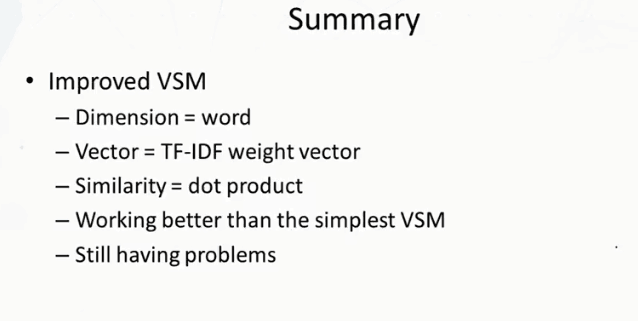 Summary
• Improved VSM
– Dimension = word
– Vector = TF-IDF weight vector
– Similarity = dot product
– Working better than the simplest VSM
– Still having problems